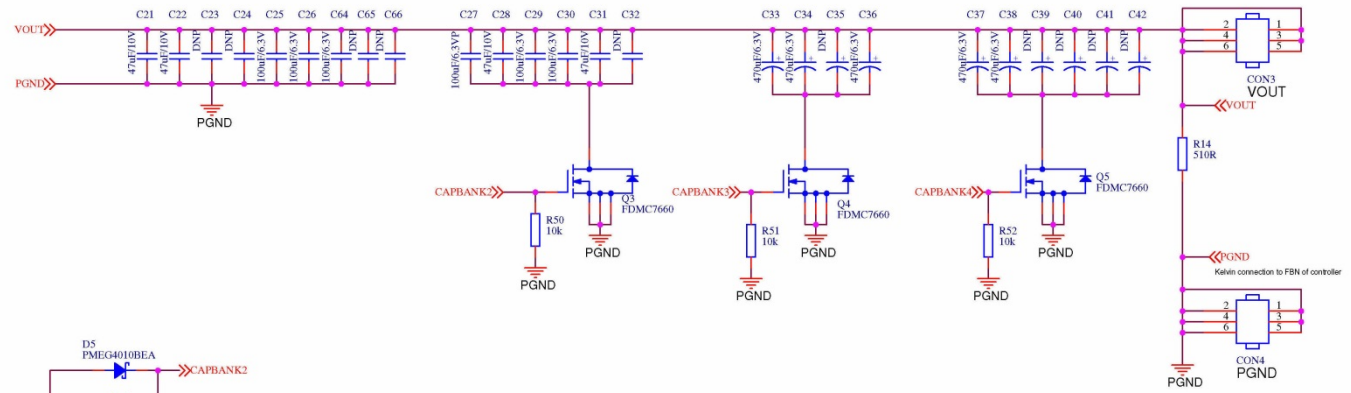 C21 C22 C23 C24 C25 C26 C64 C65 C66 C27 C28 C29 C30 C31 C32 C33 C34 C35 C36 C37 C38 C39 C40 C41 C42
VOUT
47uF/10V
47uF/10V
DNP
DNP
100uF/6.3V
100uF/6.3V
100uF/6.3V
DNP
DNP
100uF/6.3VP
47uF/10V
100uF/6.3V
100uF/6.3V
47uF/10V
DNP
470uF/6.3V
470uF/6.3V
DNP
470uF/6.3V
470uF/6.3V
470uF/6.3V
DNP
470uF/6.3V
DNP
DNP
2 1
4 3
6 5
CON3
VOUT
PGND
PGND
VOUT
R14
510R
CAPBANK2
Q3
FDMC7660
R50
10k
PGND
PGND
CAPBANK3
Q4
FDMC7660
R51
10k
PGND
PGND
CAPBANK4
Q5
FDMC7660
R52
10k
PGND
PGND
PGND
Kelvin connection to FBN of controller
2 1
4 3
6 5
CON4
PGND
PGND
D5
PMEG4010BEA
CAPBANK2